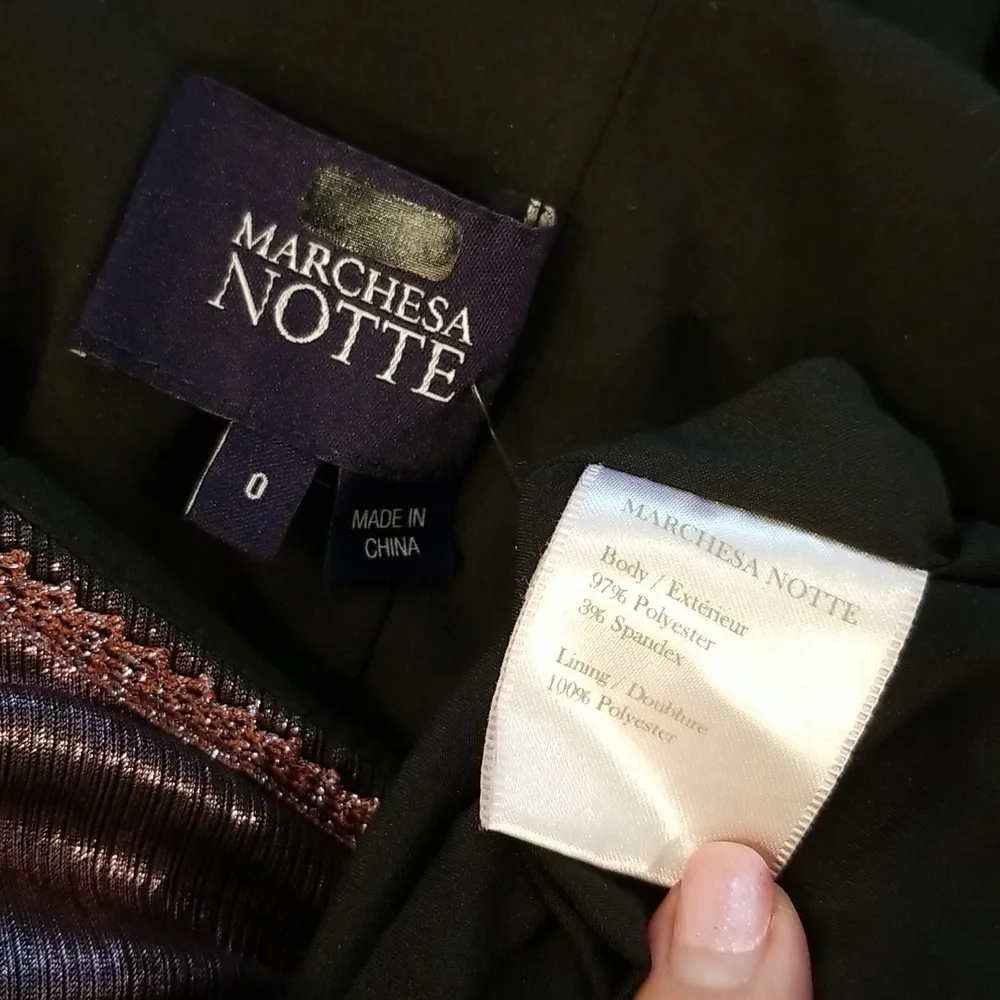 MARCHESA
NOTTE
0
MADE IN
CHINA
MARCHESA NOTTE
Body / Extérieur
97% Polyester
3% Spandex
Lining / Doublure
100% Polyester